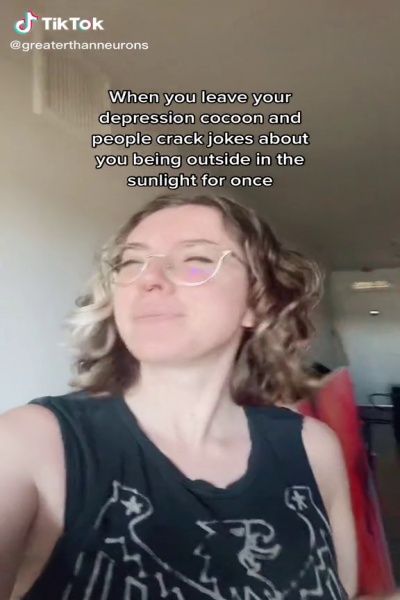 TikTok
@greaterthanneurons
When you leave your
depression cocoon and
people crack jokes about
you being outside in the
sunlight for once